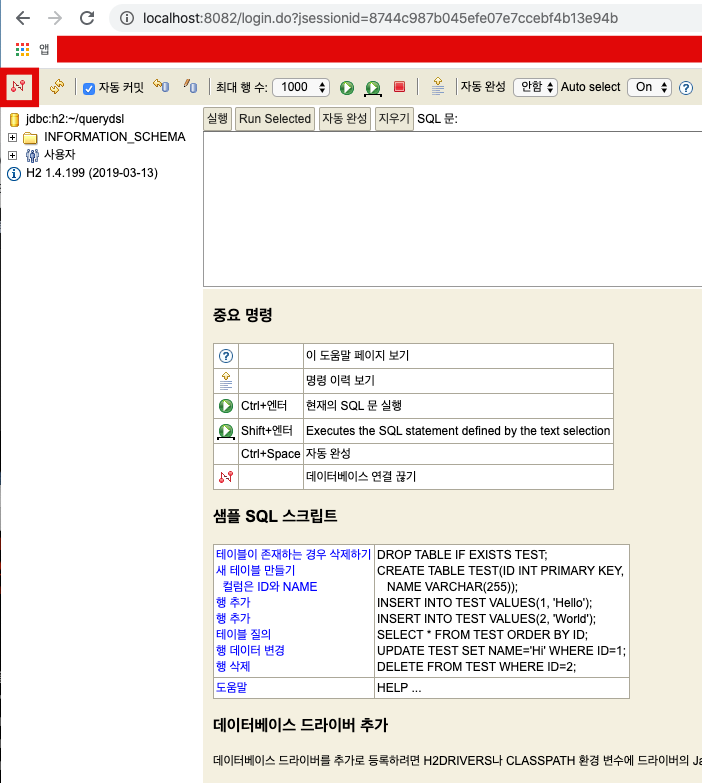 localhost:8082/login.do?jsessionid=8744c987b045efe07e7ccebf4b13e94b
앱
자동 커밋 최대 행 수: 1000 자동 완성 안함 Auto select On
jdbc:h2:~/querydsl
INFORMATION_SCHEMA
사용자
H2 1.4.199 (2019-03-13)
실행 Run Selected 자동 완성 지우기 SQL 문:
중요 명령
이 도움말 페이지 보기
명령 이력 보기
Ctrl+엔터 현재의 SQL 문 실행
Shift+엔터 Executes the SQL statement defined by the text selection
Ctrl+Space 자동 완성
데이터베이스 연결 끊기
샘플 SQL 스크립트
테이블이 존재하는 경우 삭제하기 DROP TABLE IF EXISTS TEST;
새 테이블 만들기 CREATE TABLE TEST(ID INT PRIMARY KEY,
컬럼은 ID와 NAME NAME VARCHAR(255));
행 추가 INSERT INTO TEST VALUES(1, 'Hello');
행 추가 INSERT INTO TEST VALUES(2, 'World');
테이블 질의 SELECT * FROM TEST ORDER BY ID;
행 데이터 변경 UPDATE TEST SET NAME='Hi' WHERE ID=1;
행 삭제 DELETE FROM TEST WHERE ID=2;
도움말 HELP ...
데이터베이스 드라이버 추가
데이터베이스 드라이버를 추가로 등록하려면 H2DRIVERS나 CLASSPATH 환경 변수에 드라이버의 Ja